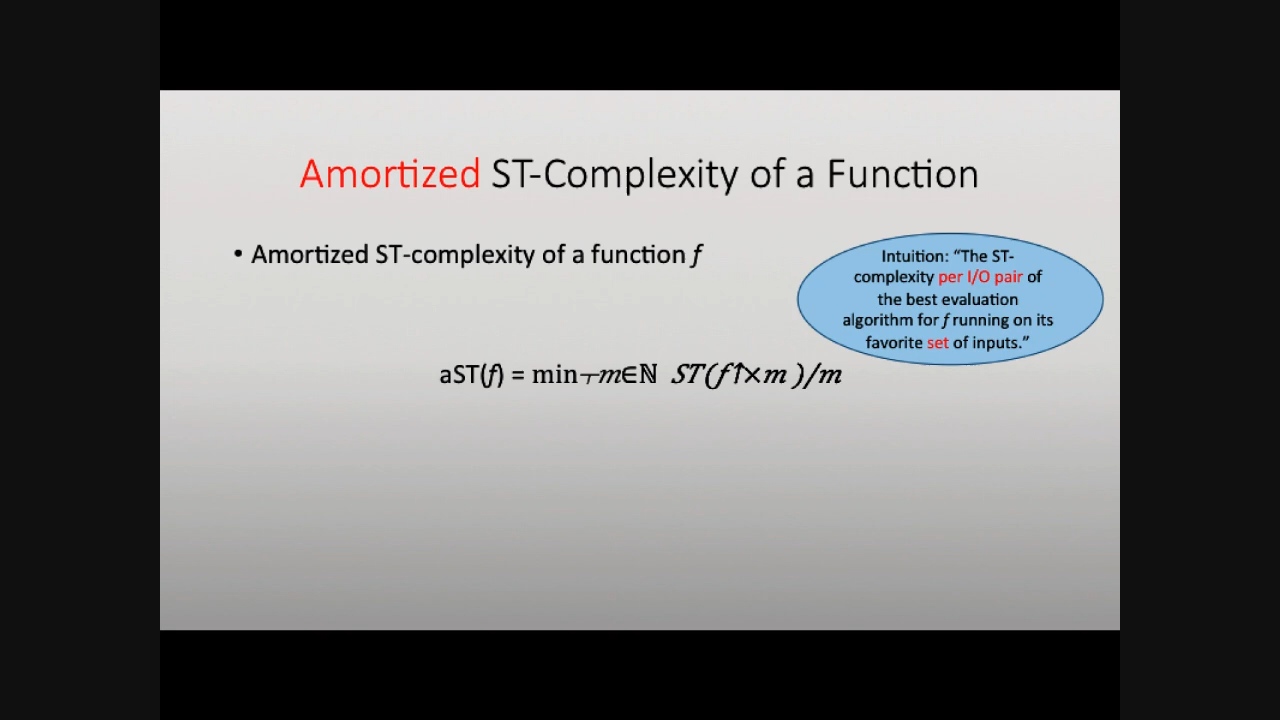 Amortized ST-Complexity of a Function
• Amortized ST-complexity of a function f
Intuition: “The ST-
complexity per I/O pair of
the best evaluation
algorithm for f running on its
favorite set of inputs.”
aST(f) = min┬m∈ℕ ST(f↑×m )/m